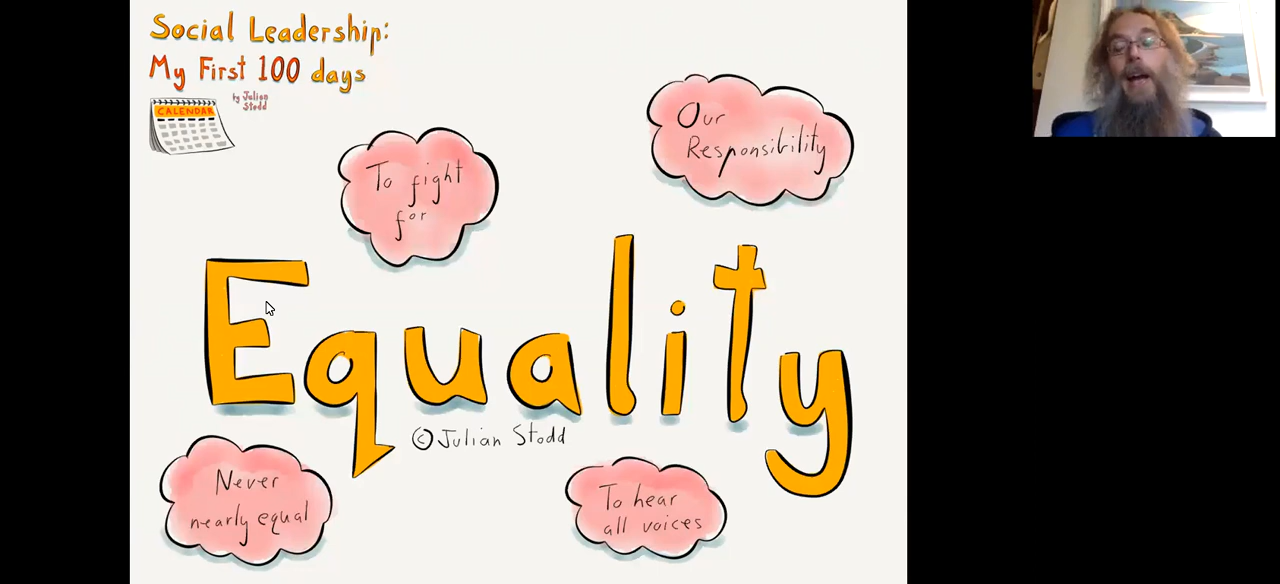 Social Leadership:
My First 100 days
by Julian
Stodd
CALENDAR
Our
Responsibility
To fight
for
Equality
© Julian Stodd
Never
nearly equal
To hear
all voices